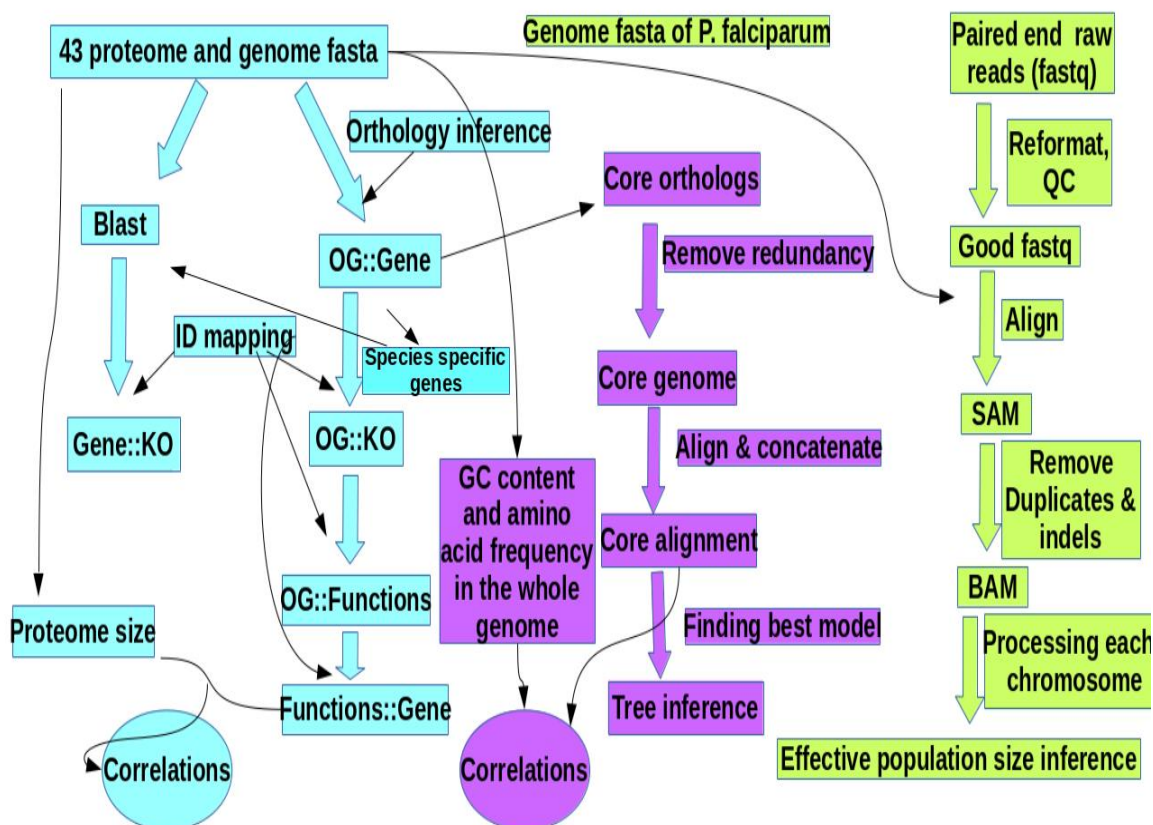 43 proteome and genome fasta
Genome fasta of P. falciparum
Paired end raw
reads (fastq)
Orthology inference
Reformat,
QC
Core orthologs
Blast
OG::Gene
Remove redundancy
Good fastq
ID mapping
Species specific
genes
Align
Core genome
SAM
Gene::KO
OG::KO
Align & concatenate
GC content
and amino
acid frequency
in the whole
genome
Remove
Duplicates &
indels
Core alignment
BAM
OG::Functions
Proteome size
Finding best model
Processing each
chromosome
Functions::Gene
Tree inference
Correlations
Correlations
Effective population size inference